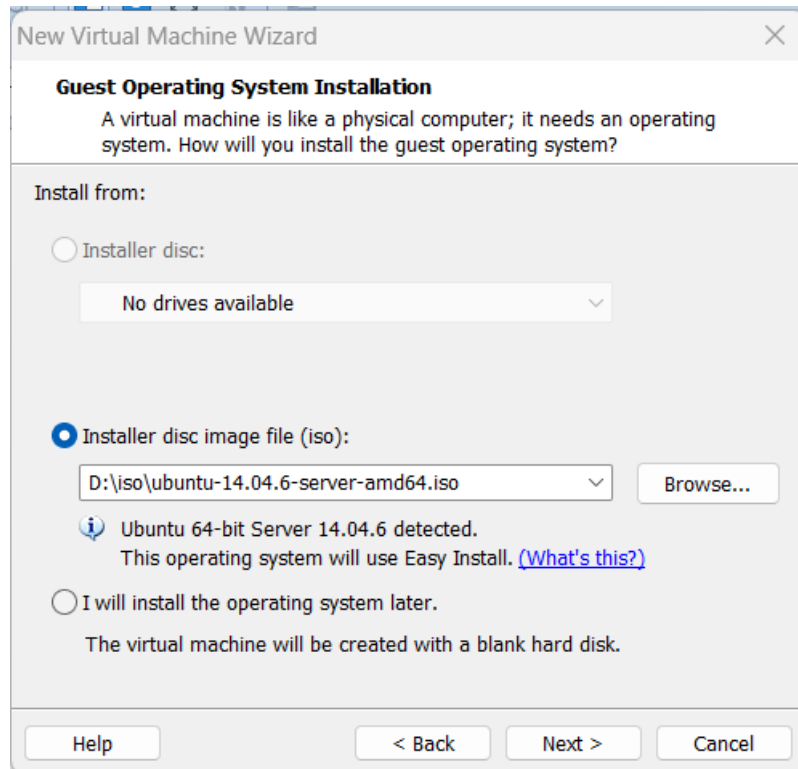 New Virtual Machine Wizard
Guest Operating System Installation
A virtual machine is like a physical computer; it needs an operating
system. How will you install the guest operating system?
Install from:
Installer disc:
No drives available
Installer disc image file (iso):
D:\iso\ubuntu-14.04.6-server-amd64.iso
Browse...
Ubuntu 64-bit Server 14.04.6 detected.
This operating system will use Easy Install. (What's this?)
I will install the operating system later.
The virtual machine will be created with a blank hard disk.
Help
< Back
Next >
Cancel